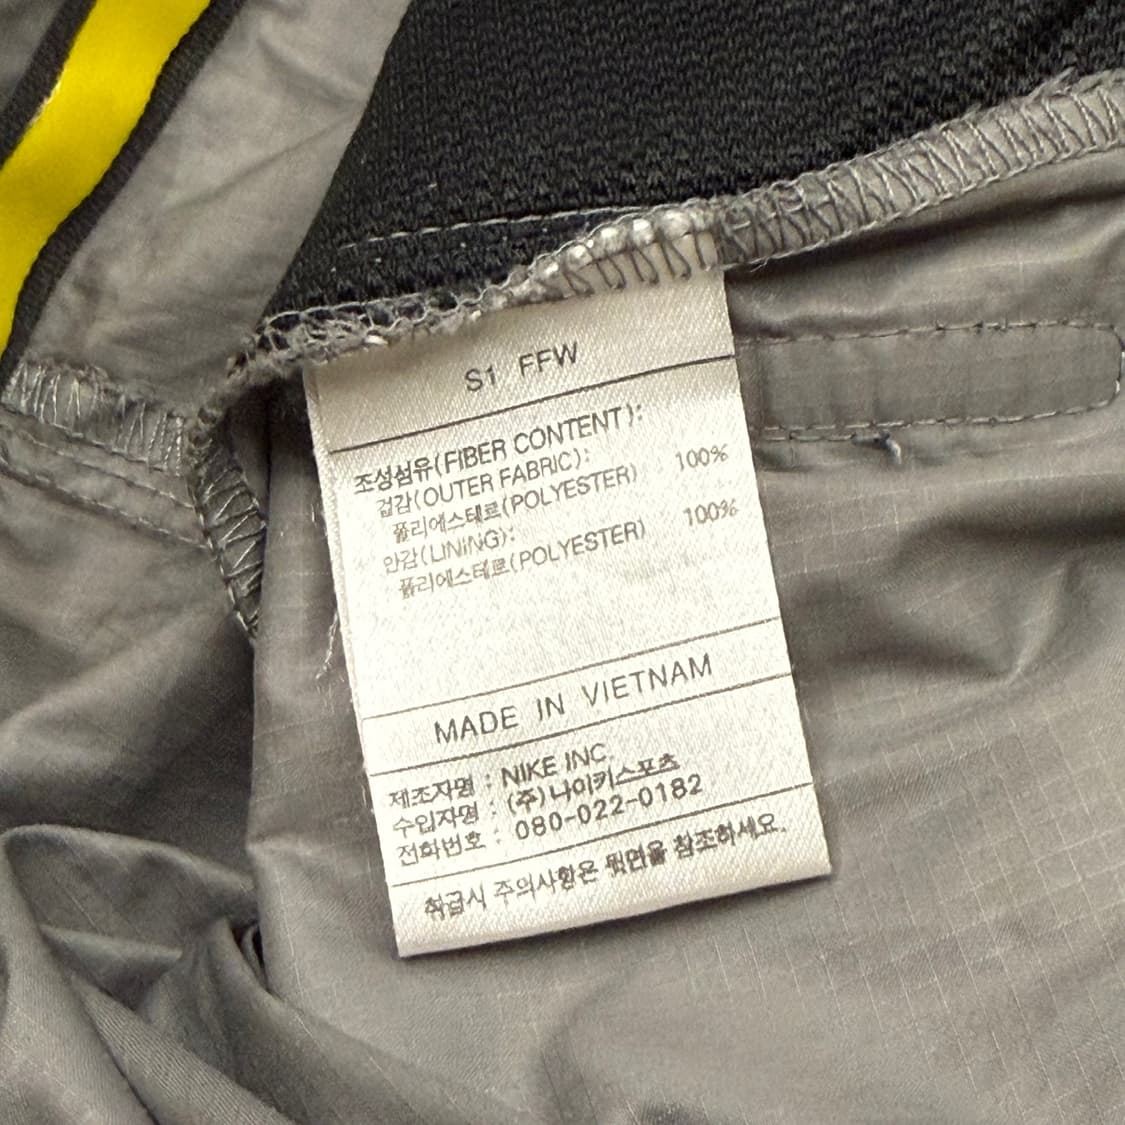 S1 FFW
조성섬유(FIBER CONTENT):
겉감(OUTER FABRIC):
폴리에스테르(POLYESTER) 100%
안감(LINING):
폴리에스테르(POLYESTER) 100%
MADE IN VIETNAM
제조자명 : NIKE INC.
수입자명 : (주)나이키스포츠
전화번호 : 080-022-0182
취급시 주의사항은 뒷면을 참조하세요.